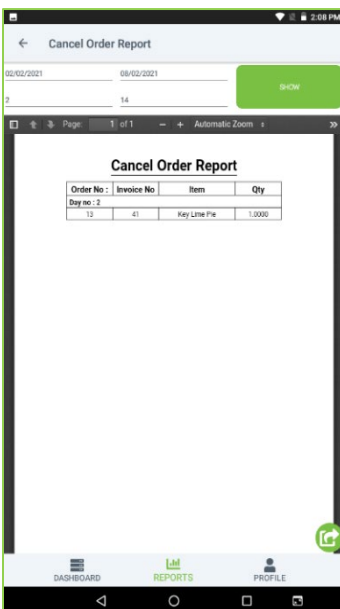 2:08 PM
Cancel Order Report
02/02/2021 08/02/2021
SHOW
2 14
Page: 1 of 1 − + Automatic Zoom
Cancel Order Report
Order No : Invoice No Item Qty
Day no : 2
13 41 Key Lime Pie 1.0000
DASHBOARD REPORTS PROFILE